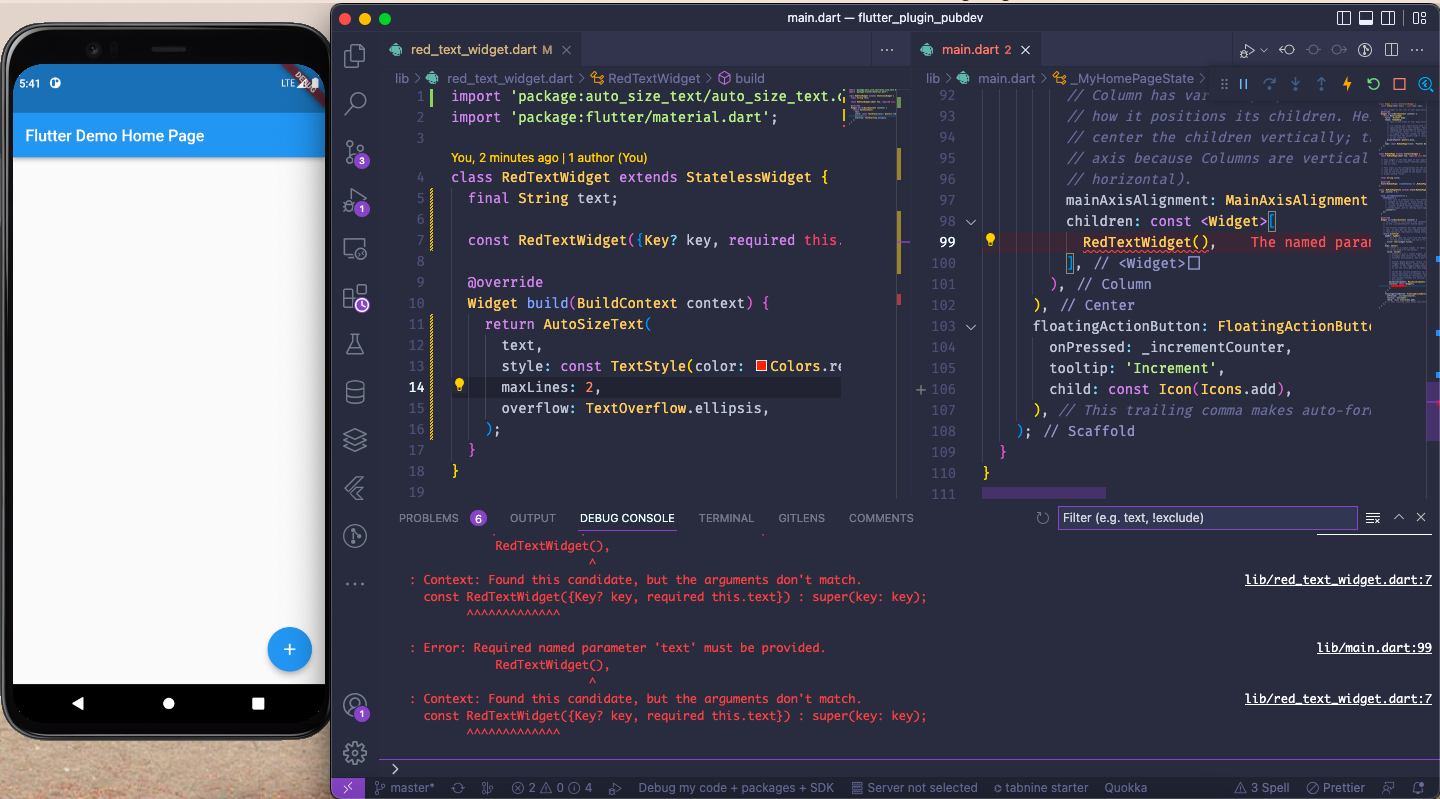 5:41
LTE
DEBUG
Flutter Demo Home Page
main.dart — flutter_plugin_pubdev
red_text_widget.dart M
main.dart 2
lib > red_text_widget.dart > RedTextWidget > build
1 import 'package:auto_size_text/auto_size_text.d
2 import 'package:flutter/material.dart';
3
You, 2 minutes ago | 1 author (You)
4 class RedTextWidget extends StatelessWidget {
5 final String text;
6
7 const RedTextWidget({Key? key, required this.
8
9 @override
10 Widget build(BuildContext context) {
11 return AutoSizeText(
12 text,
13 style: const TextStyle(color: Colors.re
14 maxLines: 2,
15 overflow: TextOverflow.ellipsis,
16 );
17 }
18 }
19
lib > main.dart > _MyHomePageState >
92 // Column has var
93 // how it positions its children. He
94 // center the children vertically; t
95 // axis because Columns are vertical
96 // horizontal).
97 mainAxisAlignment: MainAxisAlignment
98 children: const <Widget>[
99 RedTextWidget(), The named para
100 ], // <Widget>[]
101 ), // Column
102 ), // Center
103 floatingActionButton: FloatingActionButto
104 onPressed: _incrementCounter,
105 tooltip: 'Increment',
106 child: const Icon(Icons.add),
107 ), // This trailing comma makes auto-for
108 ); // Scaffold
109 }
110 }
111
3
1
1
PROBLEMS 6 OUTPUT DEBUG CONSOLE TERMINAL GITLENS COMMENTS
Filter (e.g. text, !exclude)
RedTextWidget(),
^
: Context: Found this candidate, but the arguments don't match. lib/red_text_widget.dart:7
const RedTextWidget({Key? key, required this.text}) : super(key: key);
^^^^^^^^^^^^^
: Error: Required named parameter 'text' must be provided. lib/main.dart:99
RedTextWidget(),
^
: Context: Found this candidate, but the arguments don't match. lib/red_text_widget.dart:7
const RedTextWidget({Key? key, required this.text}) : super(key: key);
^^^^^^^^^^^^^
>
master* 2 0 4 Debug my code + packages + SDK Server not selected tabnine starter Quokka 3 Spell Prettier